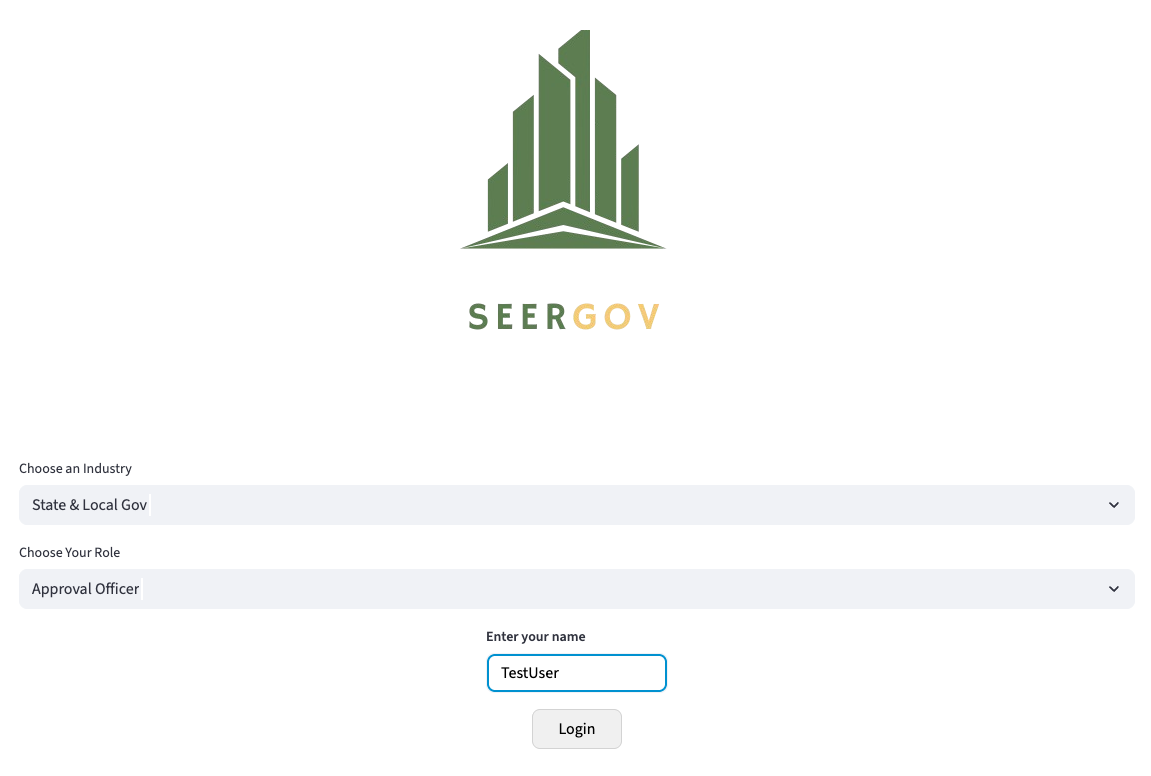 SEERGOV
Choose an Industry
State & Local Gov
Choose Your Role
Approval Officer
Enter your name
TestUser
Login